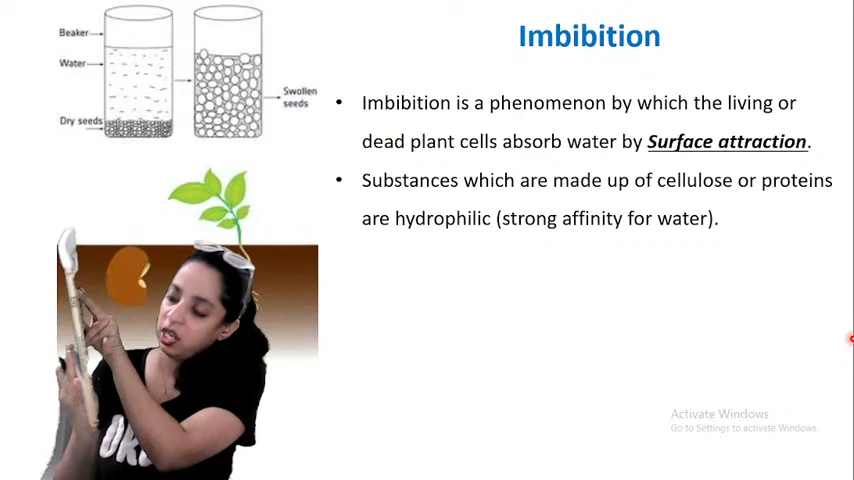 Imbibition
Beaker
Water
Dry seeds
Swollen
seeds
• Imbibition is a phenomenon by which the living or
dead plant cells absorb water by Surface attraction.
• Substances which are made up of cellulose or proteins
are hydrophilic (strong affinity for water).
Activate Windows
Go to Settings to activate Windows.